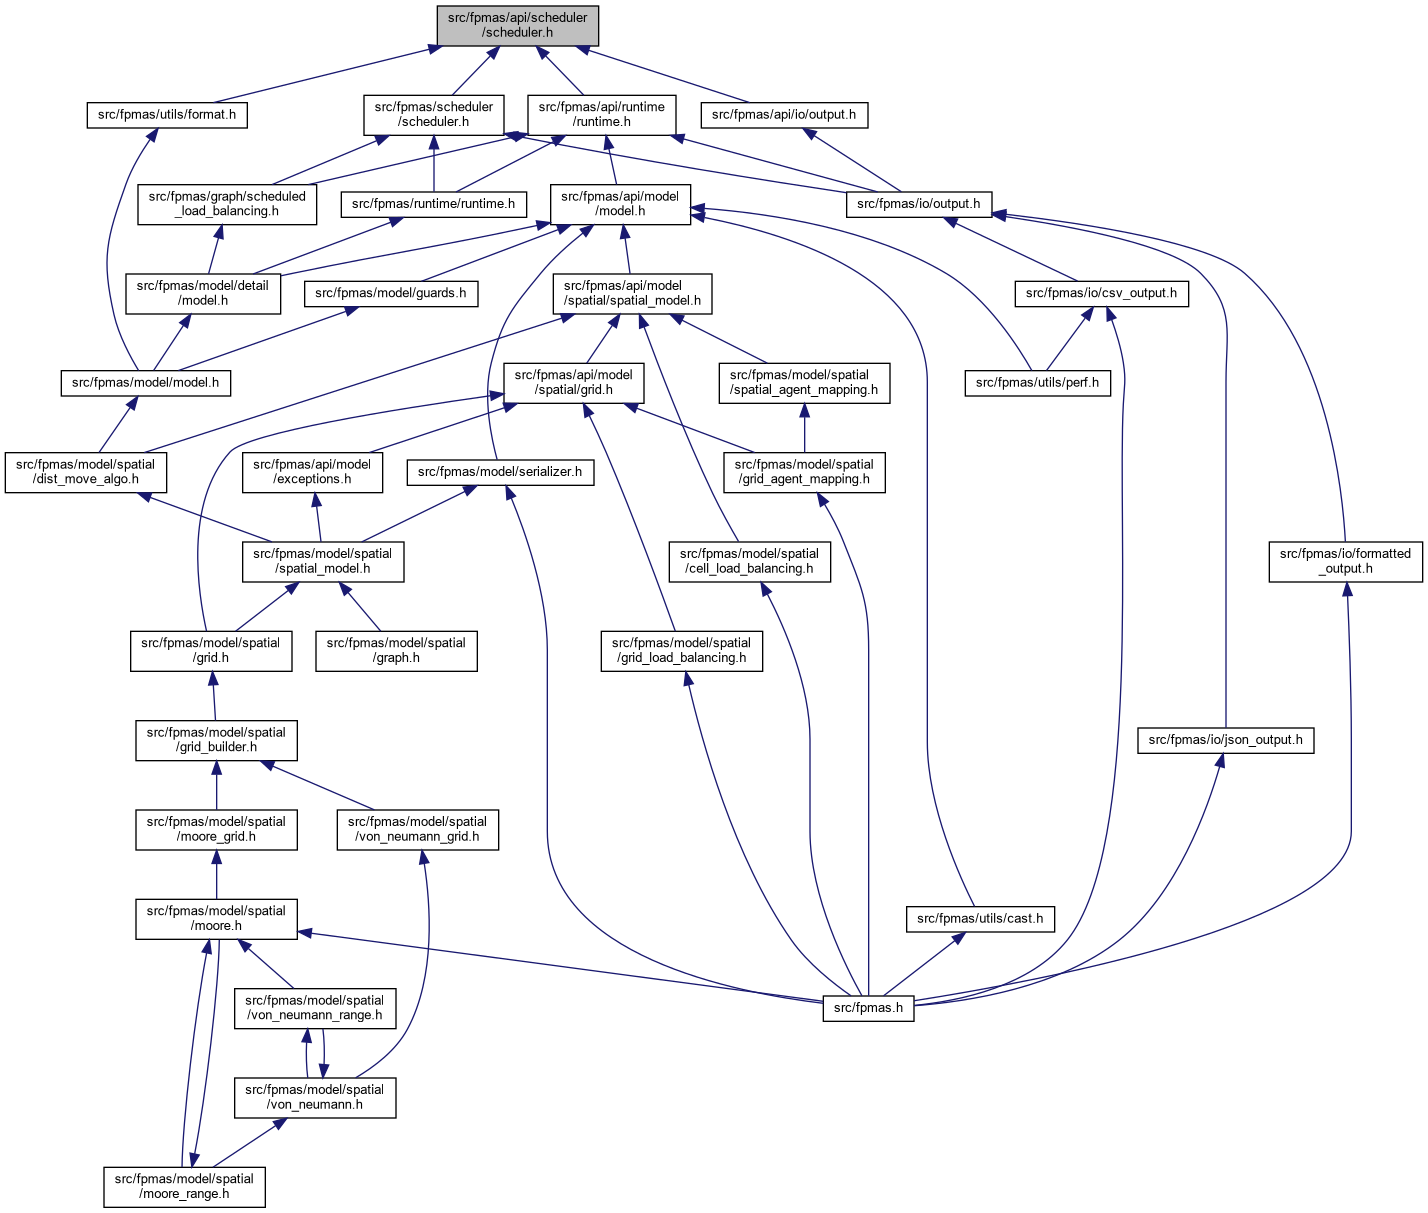 src/fpmas/api/scheduler
/scheduler.h
src/fpmas/utils/format.h
src/fpmas/scheduler
/scheduler.h
src/fpmas/api/runtime
/runtime.h
src/fpmas/api/io/output.h
src/fpmas/graph/scheduled
_load_balancing.h
src/fpmas/runtime/runtime.h
src/fpmas/api/model
/model.h
src/fpmas/io/output.h
src/fpmas/model/detail
/model.h
src/fpmas/model/guards.h
src/fpmas/api/model
/spatial/spatial_model.h
src/fpmas/io/csv_output.h
src/fpmas/model/model.h
src/fpmas/api/model
/spatial/grid.h
src/fpmas/model/spatial
/spatial_agent_mapping.h
src/fpmas/utils/perf.h
src/fpmas/model/spatial
/dist_move_algo.h
src/fpmas/api/model
/exceptions.h
src/fpmas/model/serializer.h
src/fpmas/model/spatial
/grid_agent_mapping.h
src/fpmas/model/spatial
/spatial_model.h
src/fpmas/model/spatial
/cell_load_balancing.h
src/fpmas/io/formatted
_output.h
src/fpmas/model/spatial
/grid.h
src/fpmas/model/spatial
/graph.h
src/fpmas/model/spatial
/grid_load_balancing.h
src/fpmas/model/spatial
/grid_builder.h
src/fpmas/io/json_output.h
src/fpmas/model/spatial
/moore_grid.h
src/fpmas/model/spatial
/von_neumann_grid.h
src/fpmas/model/spatial
/moore.h
src/fpmas/utils/cast.h
src/fpmas/model/spatial
/von_neumann_range.h
src/fpmas.h
src/fpmas/model/spatial
/von_neumann.h
src/fpmas/model/spatial
/moore_range.h